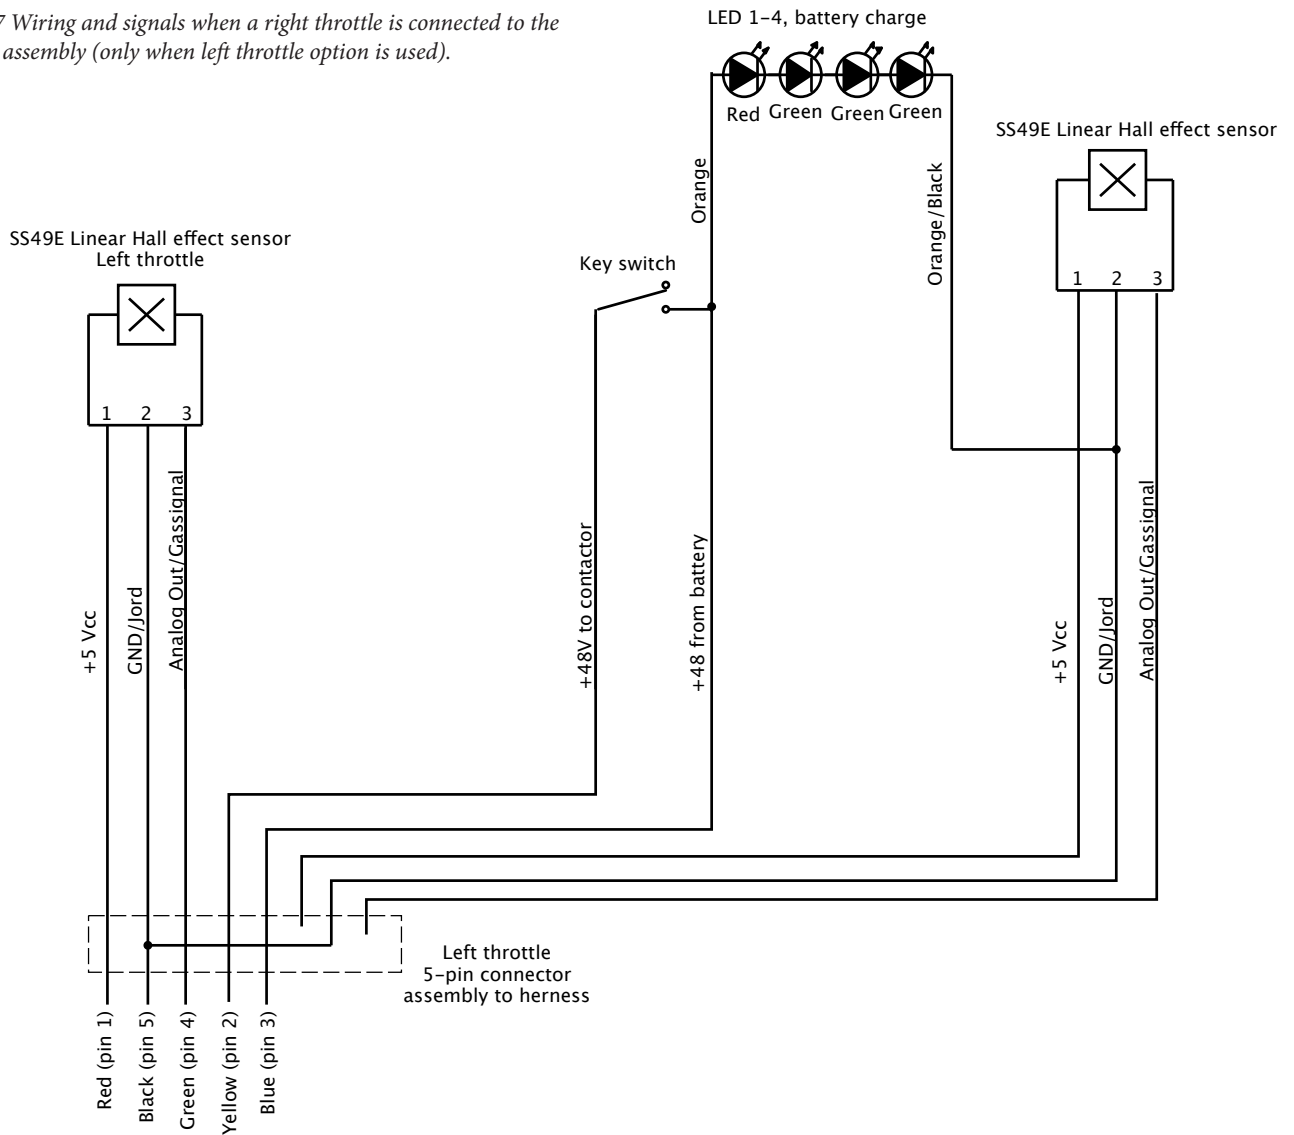 7 Wiring and signals when a right throttle is connected to the
assembly (only when left throttle option is used).
LED 1-4, battery charge
Red Green Green Green
SS49E Linear Hall effect sensor
1 2 3
Orange
Orange/Black
Key switch
SS49E Linear Hall effect sensor
Left throttle
1 2 3
+5 Vcc
GND/Jord
Analog Out/Gassignal
+48V to contactor
+48 from battery
+5 Vcc
GND/Jord
Analog Out/Gassignal
Left throttle
5-pin connector
assembly to herness
Red (pin 1)
Black (pin 5)
Green (pin 4)
Yellow (pin 2)
Blue (pin 3)